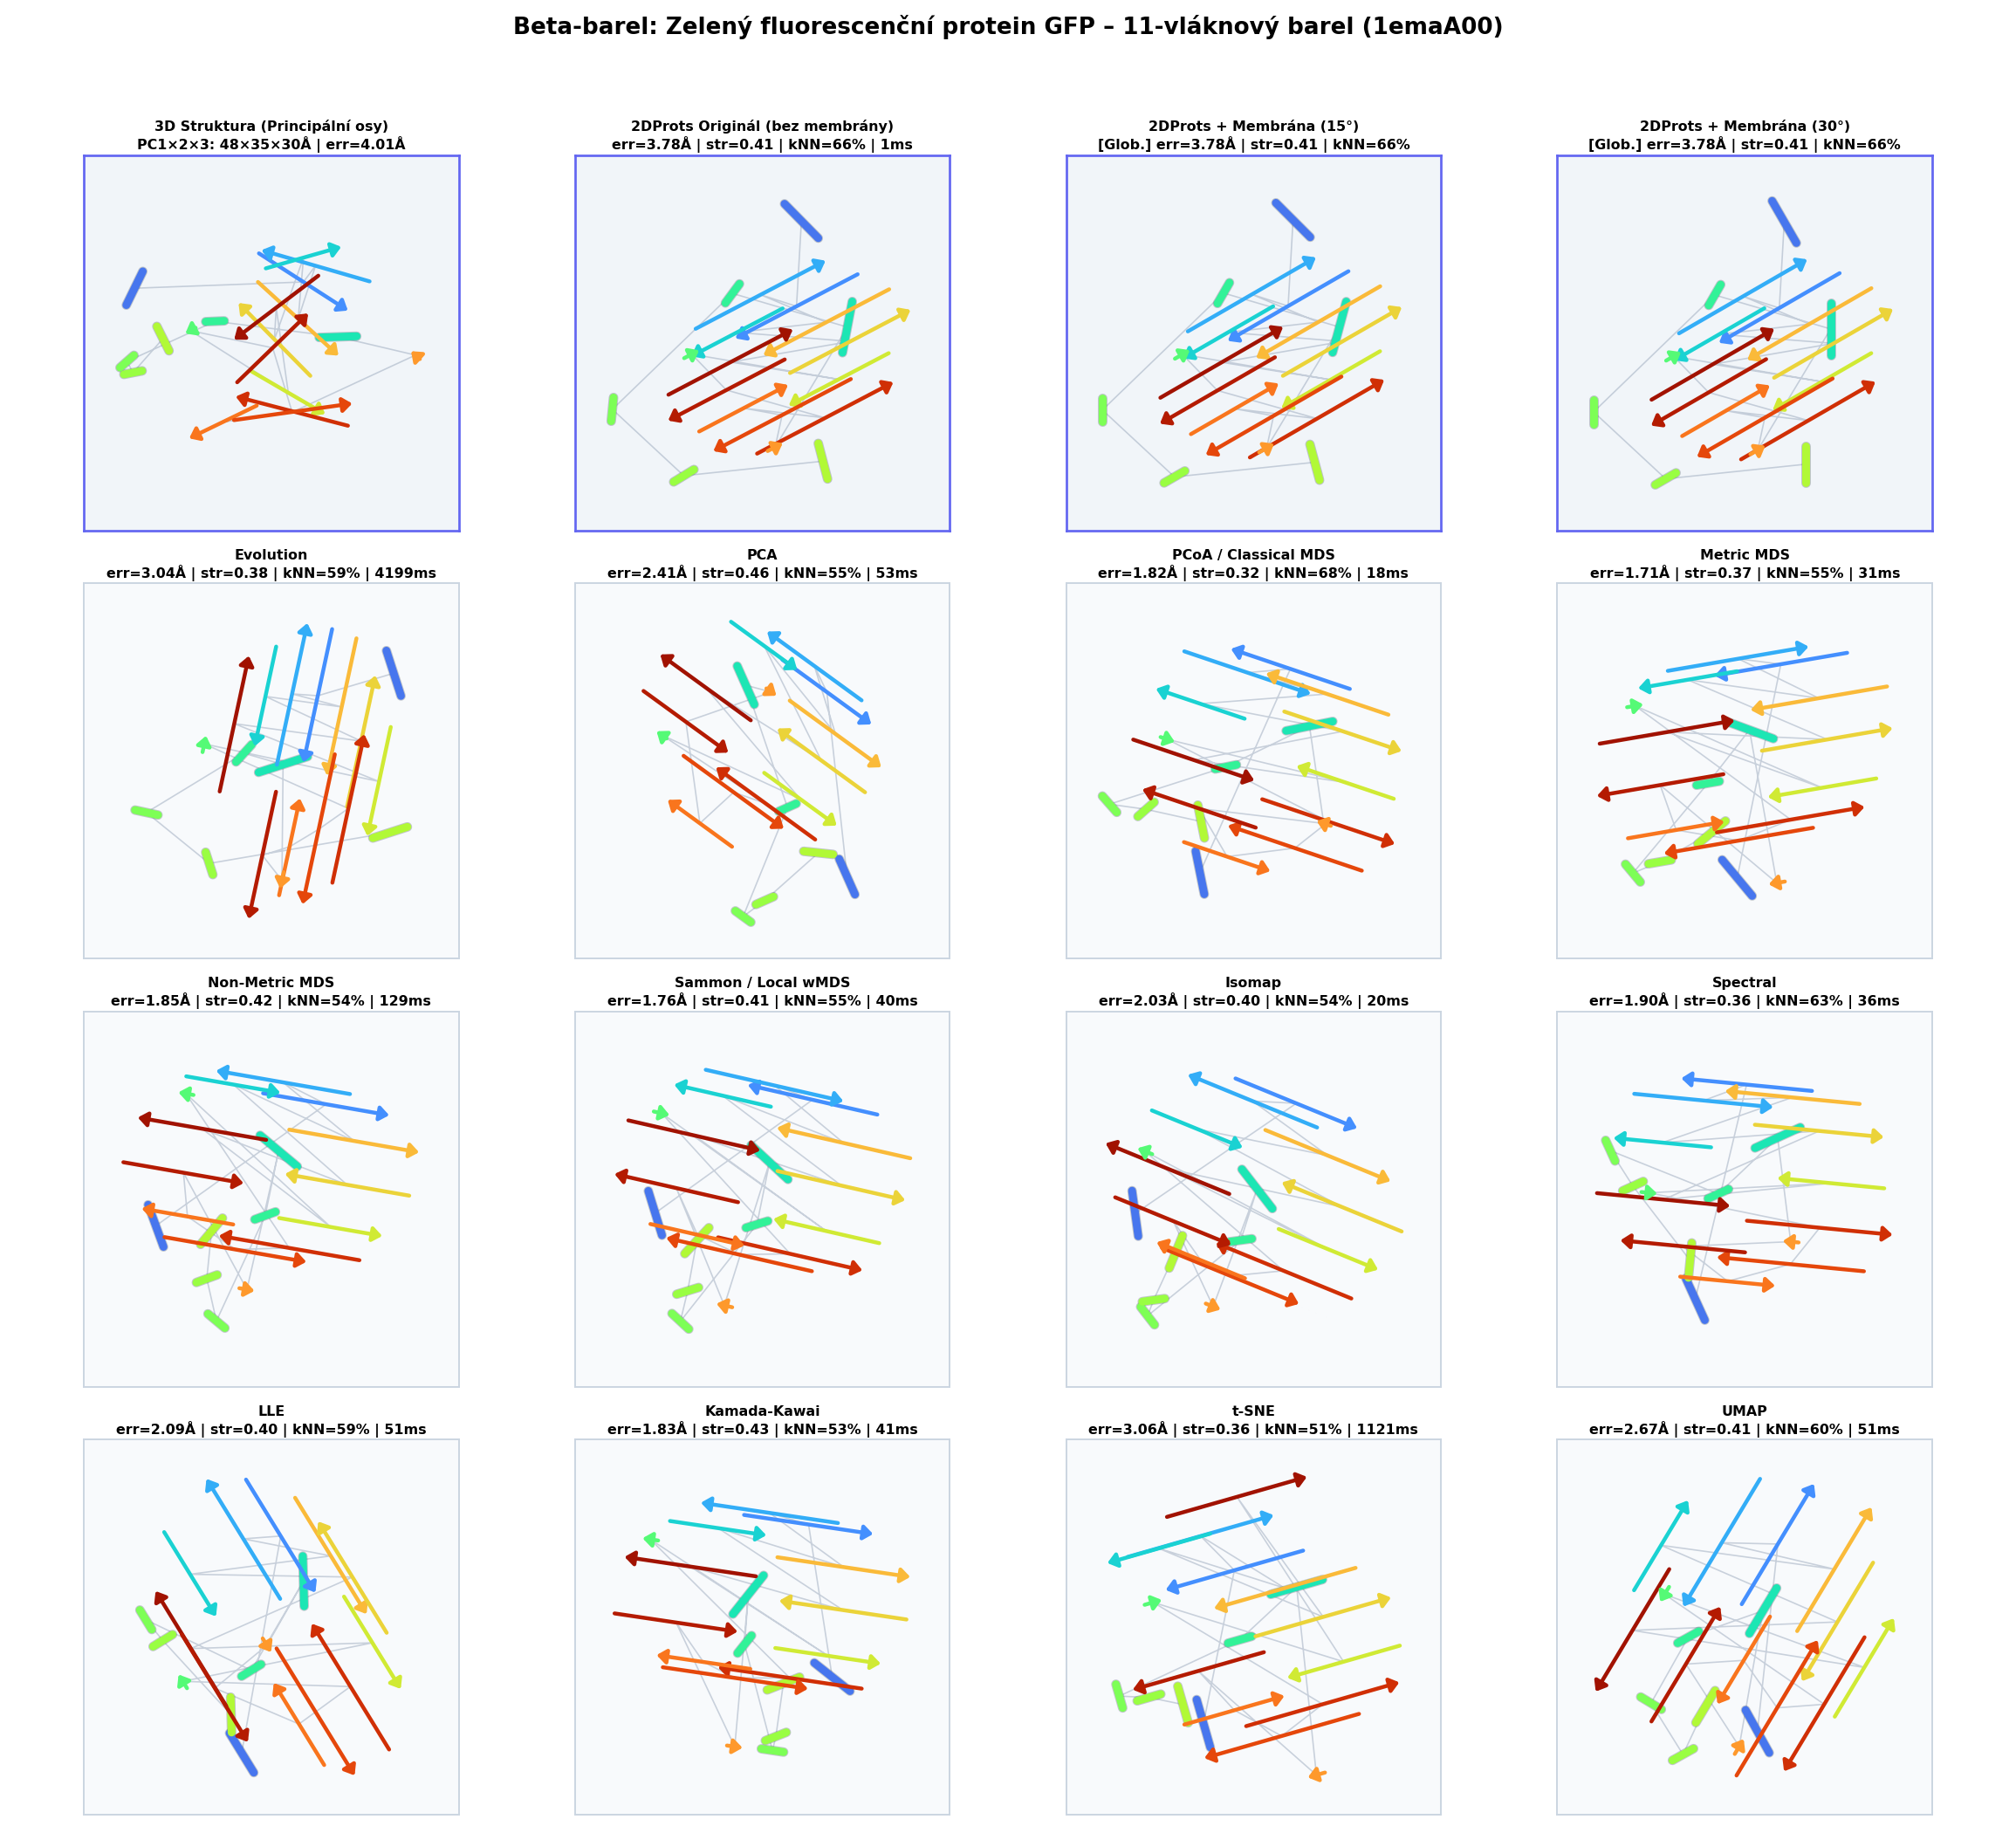 Beta-barel: Zelený fluorescenční protein GFP – 11-vláknový barel (1emaA00)
3D Struktura (Principální osy)
PC1×2×3: 48×35×30Å | err=4.01Å
2DProts Originál (bez membrány)
err=3.78Å | str=0.41 | kNN=66% | 1ms
2DProts + Membrána (15°)
[Glob.] err=3.78Å | str=0.41 | kNN=66%
2DProts + Membrána (30°)
[Glob.] err=3.78Å | str=0.41 | kNN=66%
Evolution
err=3.04Å | str=0.38 | kNN=59% | 4199ms
PCA
err=2.41Å | str=0.46 | kNN=55% | 53ms
PCoA / Classical MDS
err=1.82Å | str=0.32 | kNN=68% | 18ms
Metric MDS
err=1.71Å | str=0.37 | kNN=55% | 31ms
Non-Metric MDS
err=1.85Å | str=0.42 | kNN=54% | 129ms
Sammon / Local wMDS
err=1.76Å | str=0.41 | kNN=55% | 40ms
Isomap
err=2.03Å | str=0.40 | kNN=54% | 20ms
Spectral
err=1.90Å | str=0.36 | kNN=63% | 36ms
LLE
err=2.09Å | str=0.40 | kNN=59% | 51ms
Kamada-Kawai
err=1.83Å | str=0.43 | kNN=53% | 41ms
t-SNE
err=3.06Å | str=0.36 | kNN=51% | 1121ms
UMAP
err=2.67Å | str=0.41 | kNN=60% | 51ms